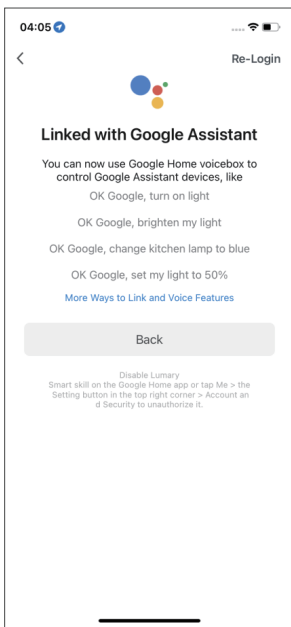 04:05
Re-Login
Linked with Google Assistant
You can now use Google Home voicebox to
control Google Assistant devices, like
OK Google, turn on light
OK Google, brighten my light
OK Google, change kitchen lamp to blue
OK Google, set my light to 50%
More Ways to Link and Voice Features
Back
Disable Lumary
Smart skill on the Google Home app or tap Me > the
Setting button in the top right corner > Account an
d Security to unauthorize it.